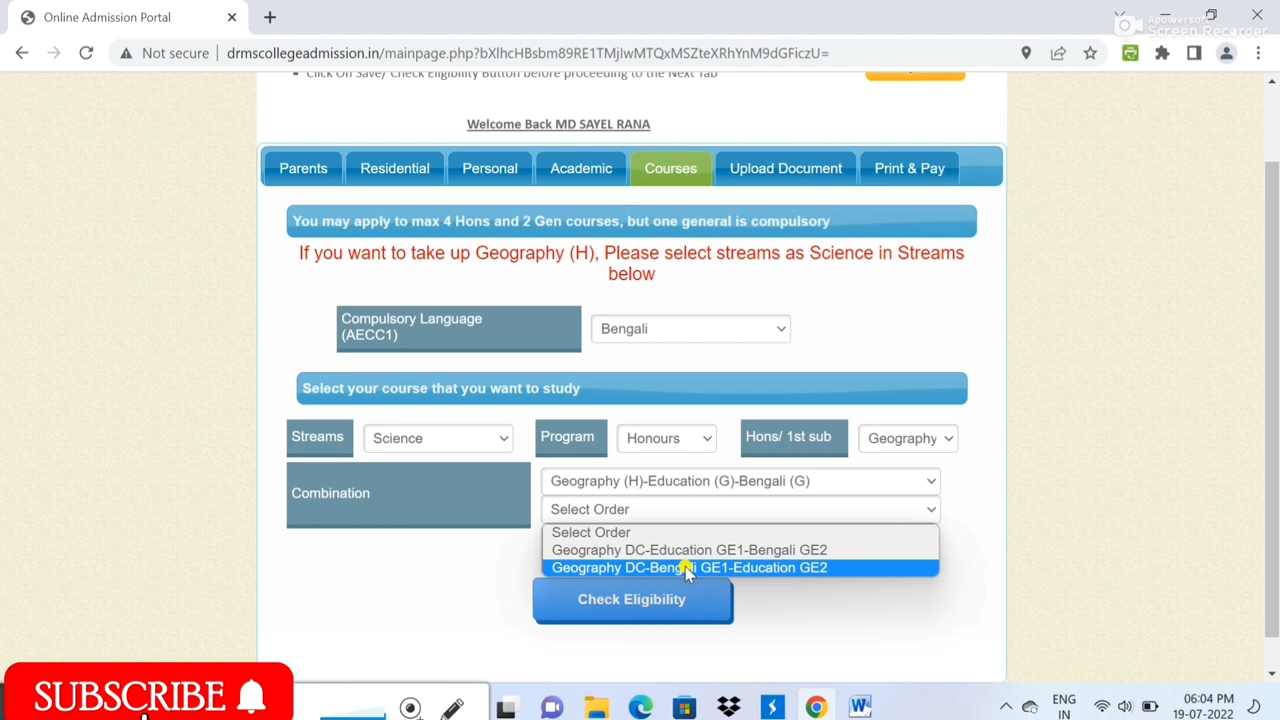 Online Admission Portal
Apowersoft
Screen Recorder
Not secure
drmscollegeadmission.in/mainpage.php?bXlhcHBsbm89RE1TMjIwMTQxMSZteXRhYnM9dGFiczU=
Click On Save/ Check Eligibility Button before proceeding to the Next Tab
Welcome Back MD SAYEL RANA
Parents
Residential
Personal
Academic
Courses
Upload Document
Print & Pay
You may apply to max 4 Hons and 2 Gen courses, but one general is compulsory
If you want to take up Geography (H), Please select streams as Science in Streams
below
Compulsory Language
(AECC1)
Bengali
Select your course that you want to study
Streams
Science
Program
Honours
Hons/ 1st sub
Geography
Combination
Geography (H)-Education (G)-Bengali (G)
Select Order
Select Order
Geography DC-Education GE1-Bengali GE2
Geography DC-Bengali GE1-Education GE2
Check Eligibility
SUBSCRIBE
ENG
IN
06:04 PM
19-07-2022